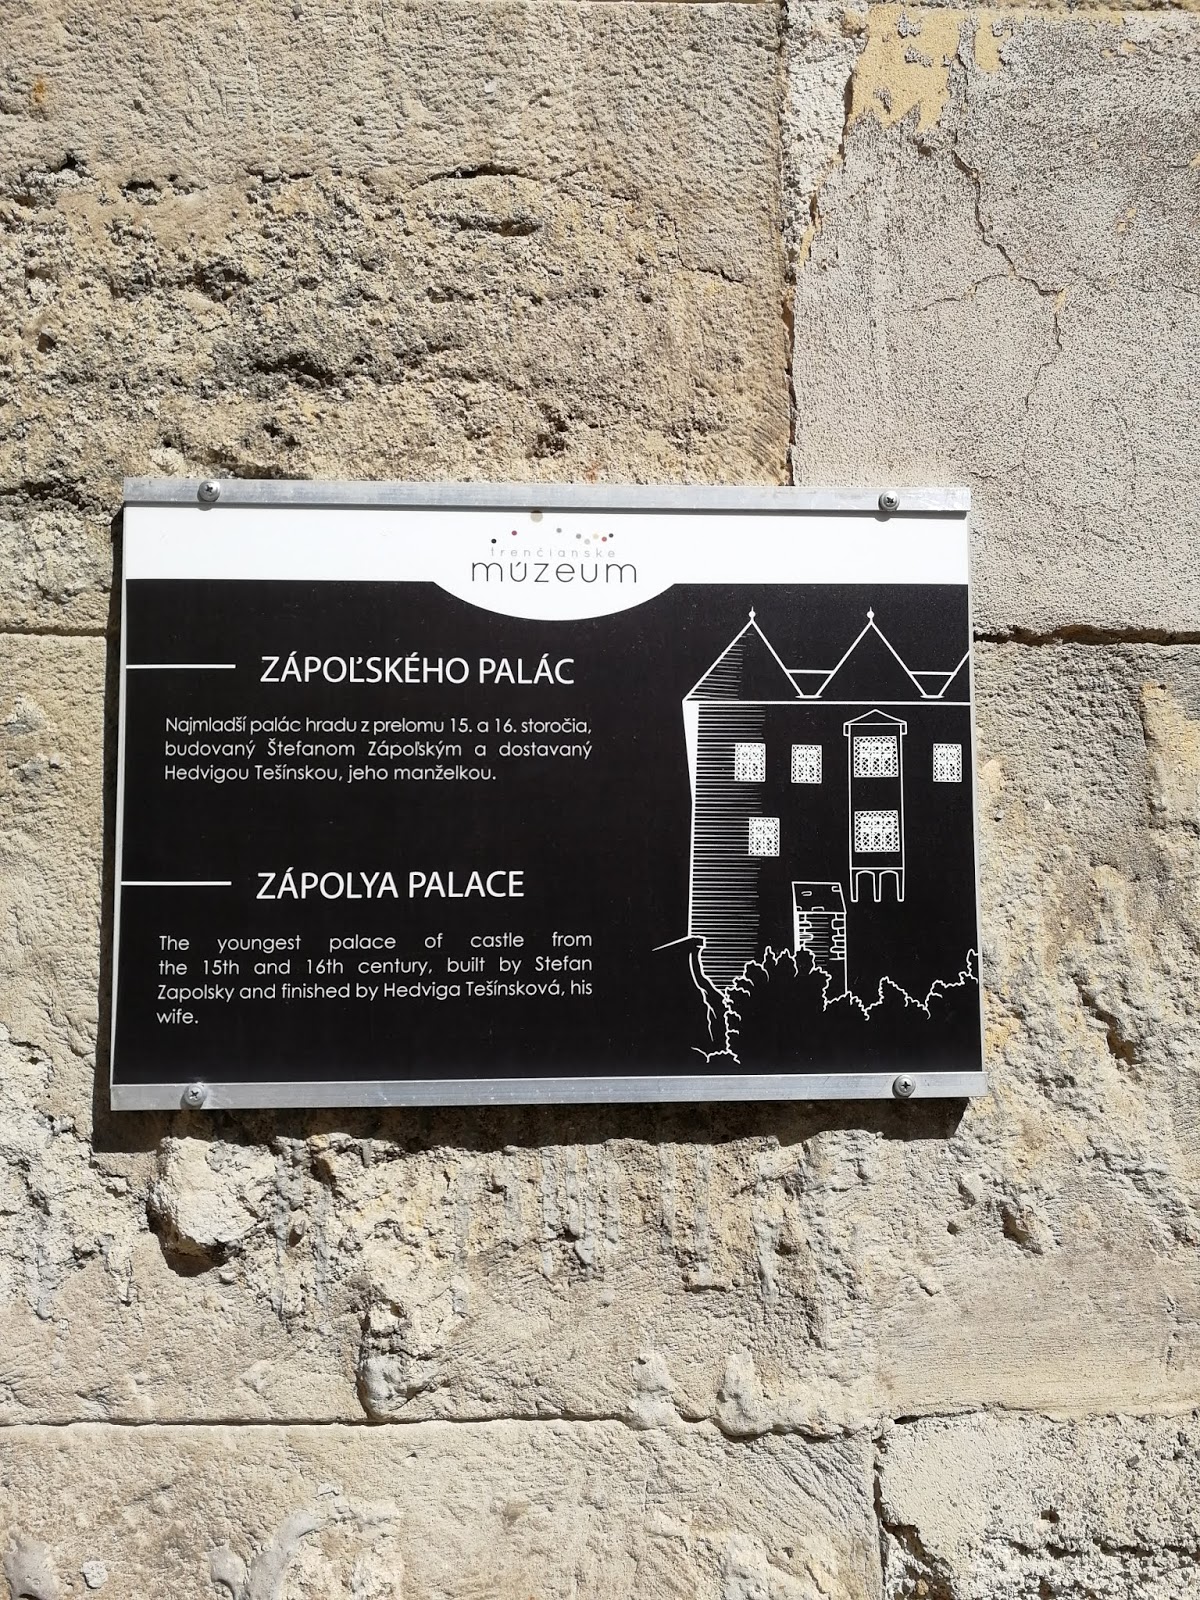 trenčianske
múzeum
ZÁPOĽSKÉHO PALÁC
Najmladší palác hradu z prelomu 15. a 16. storočia,
budovaný Štefanom Zápoľským a dostavaný
Hedvigou Tešínskou, jeho manželkou.
ZÁPOLYA PALACE
The youngest palace of castle from
the 15th and 16th century, built by Stefan
Zapolsky and finished by Hedviga Tešínsková, his
wife.